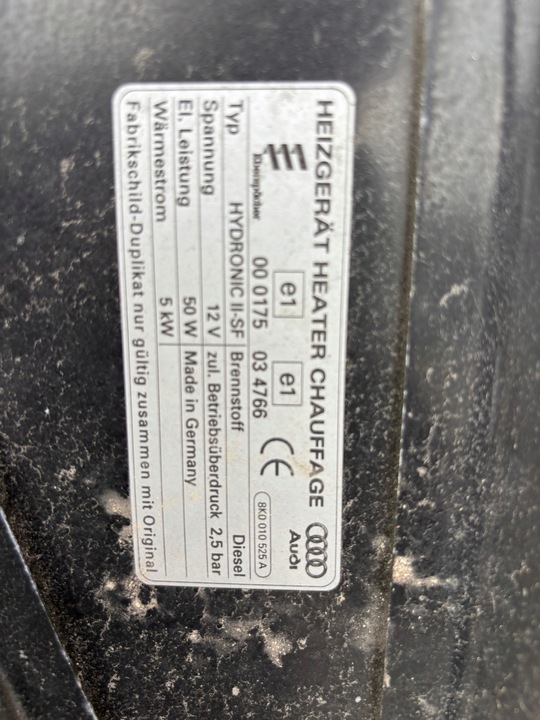 HEIZGERÄT HEATER CHAUFFAGE
Audi
Eberspächer
e1
e1
CE
00 0175
03 4766
8K0 010 525 A
Typ HYDRONIC II-SF Brennstoff Diesel
Spannung 12 V zul. Betriebsüberdruck 2,5 bar
El. Leistung 50 W Made in Germany
Wärmestrom 5 kW
Fabrikschild-Duplikat nur gültig zusammen mit Original